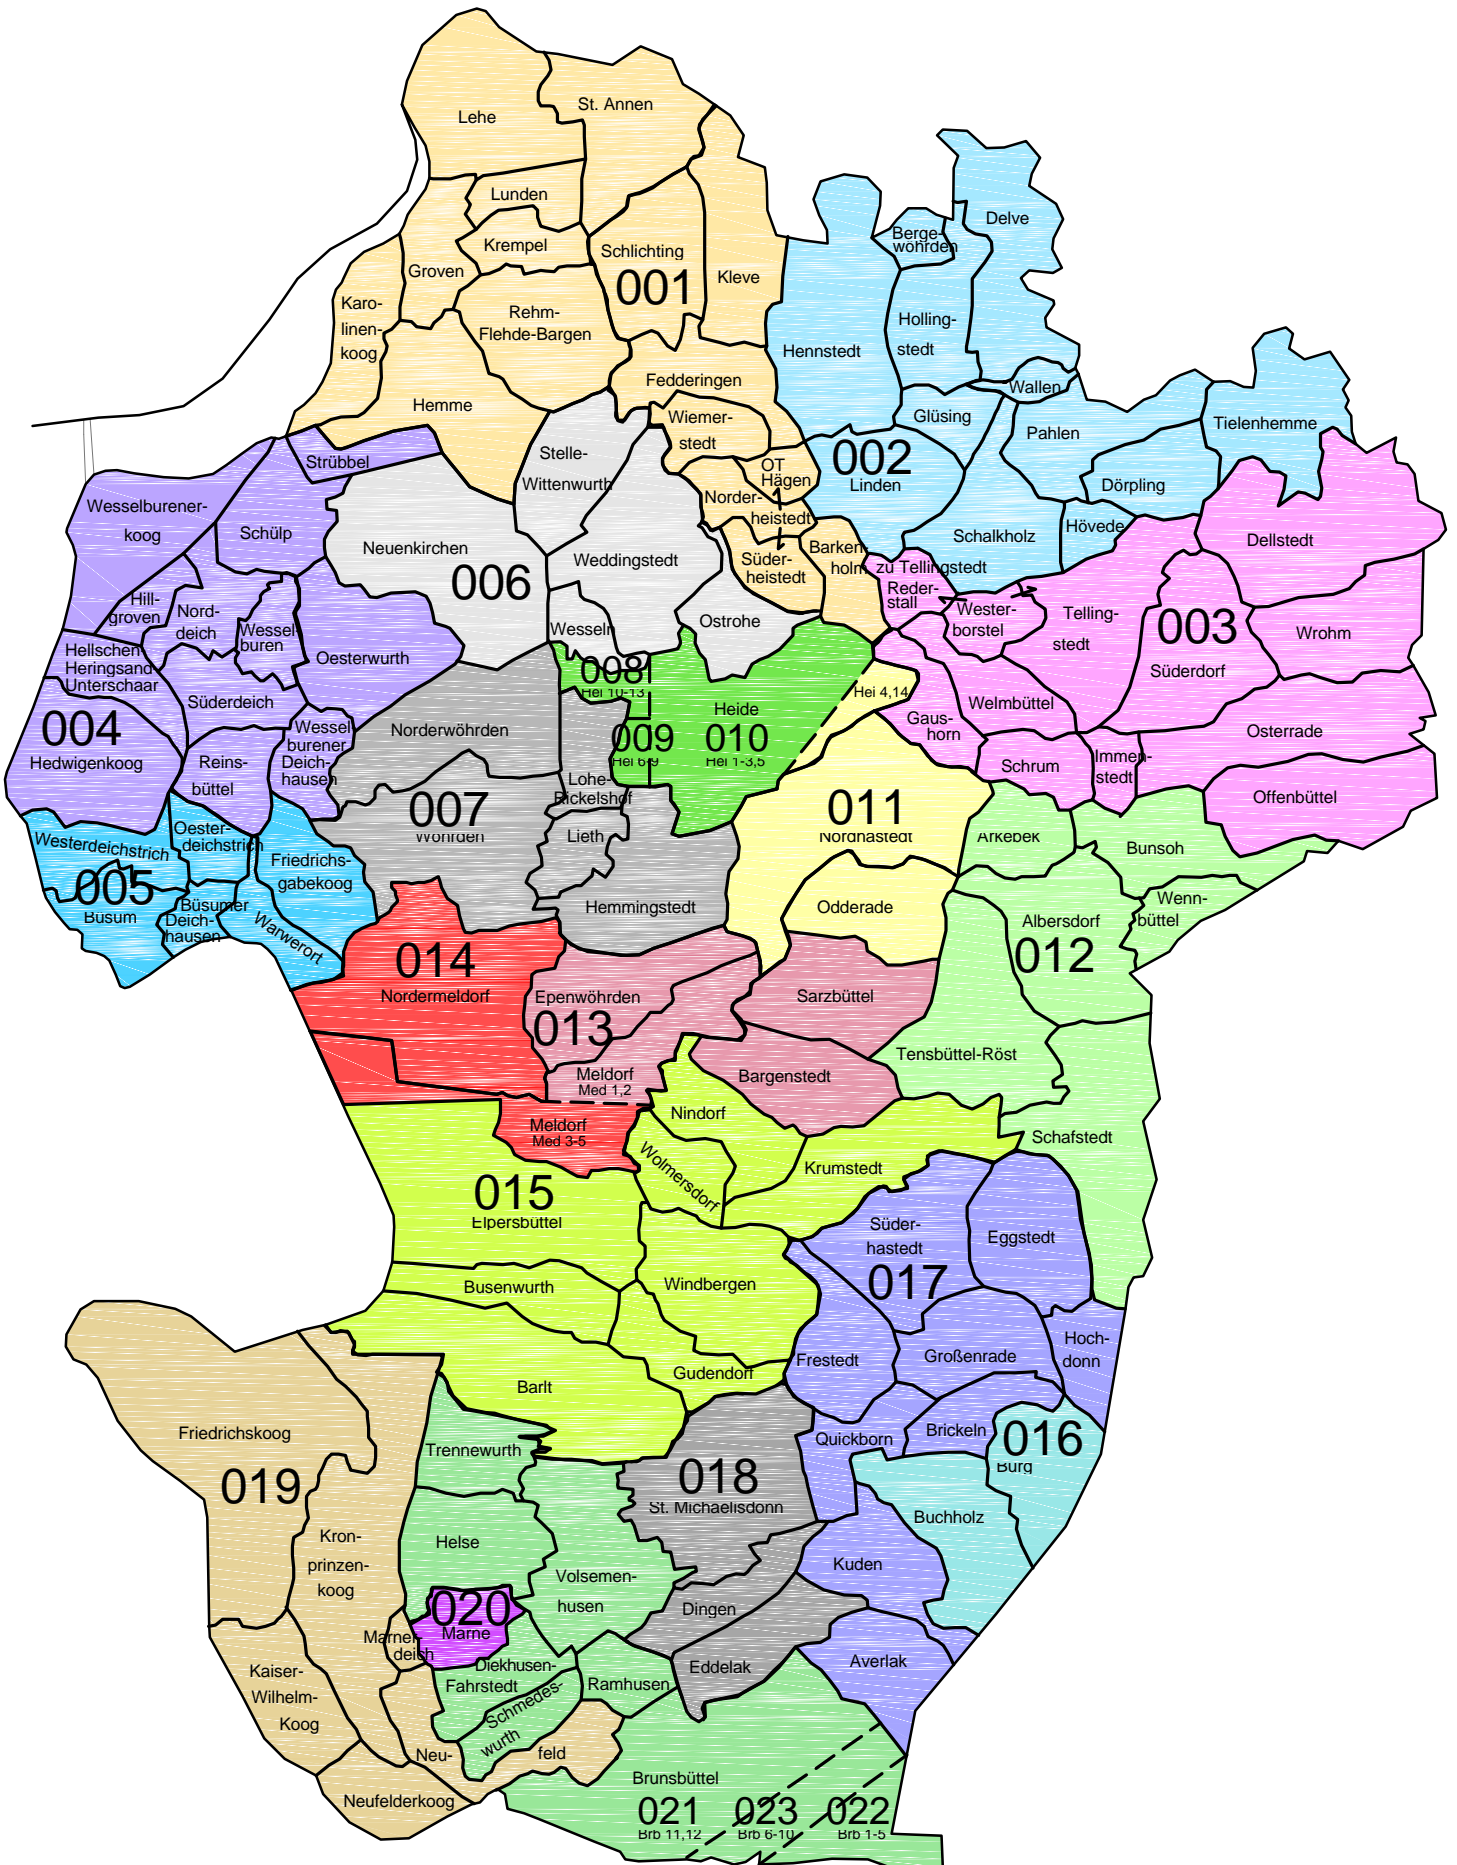 Lehe
St. Annen
Lunden
Krempel
Groven
Schlichting
001
Kleve
Karo-
linen-
koog
Rehm-
Flehde-Bargen
Hemme
Fedderingen
Wiemer-
stedt
OT
Hägen
Norder-
heistedt
Süder-
heistedt
Barken-
holm
Delve
Berge-
wöhrden
Holling-
stedt
Hennstedt
Wallen
Glüsing
Pahlen
Tielenhemme
002
Linden
Dörpling
Hövede
Schalkholz
zu Tellingstedt
Reder-
stall
Wester-
borstel
Telling-
stedt
003
Süderdorf
Dellstedt
Wrohm
Welmbüttel
Gaus-
horn
Schrum
Immen-
stedt
Osterrade
Offenbüttel
Strübbel
Wesselburener-
koog
Schülp
Hill-
groven
Nord-
deich
Wessel-
buren
Hellschen
Heringsand
Unterschaar
Oesterwurth
Süderdeich
004
Hedwigenkoog
Reins-
büttel
Wessel
burener
Deich-
hausen
Stelle-
Wittenwurth
Neuenkirchen
006
Weddingstedt
Wesseln
Ostrohe
Westerdeichstrich
Oester-
deichstrich
Friedrichs-
gabekoog
005
Büsum
Büsumer
Deich-
hausen
Warwerort
Norderwöhrden
007
Wöhrden
Lohe-
Rickelshof
Lieth
Hemmingstedt
008
Hei 10-13
009
Hei 6-9
Heide
010
Hei 1-3,5
Hei 4,14
011
Nordhastedt
Odderade
Arkebek
Bunsoh
Wenn-
büttel
Albersdorf
012
Tensbüttel-Röst
Schafstedt
014
Nordermeldorf
Epenwöhrden
013
Meldorf
Med 1,2
Sarzbüttel
Bargenstedt
Meldorf
Med 3-5
Nindorf
Wolmersdorf
Krumstedt
015
Elpersbüttel
Busenwurth
Windbergen
Gudendorf
Barlt
Süder-
hastedt
Eggstedt
017
Frestedt
Großenrade
Hoch-
donn
Quickborn
Brickeln
016
Burg
Buchholz
Kuden
Averlak
Friedrichskoog
019
Kron-
prinzen-
koog
Trennewurth
Helse
Volsemen-
husen
018
St. Michaelisdonn
Dingen
Eddelak
020
Marne
Marner-
deich
Diekhusen-
Fahrstedt
Schmedes-
wurth
Ramhusen
Kaiser-
Wilhelm-
Koog
Neu-
feld
Neufelderkoog
Brunsbüttel
021
Brb 11,12
023
Brb 6-10
022
Brb 1-5